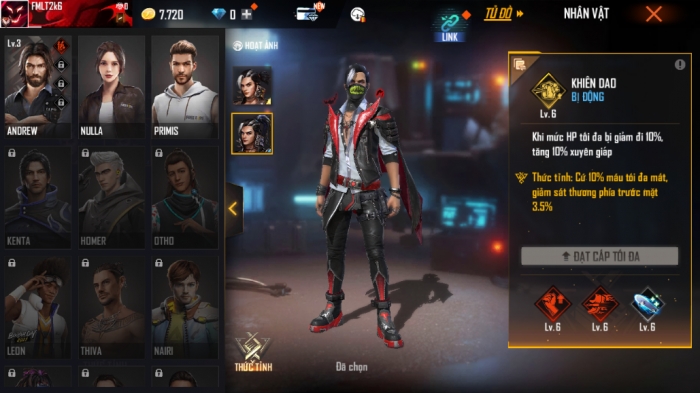 FMLT2k6
0
7.720
0
NEW
LINK
TỦ ĐỒ
NHÂN VẬT
Lv.3
ANDREW
NULLA
PRIMIS
KENTA
HOMER
OTHO
LEON
THIVA
NAIRI
HOẠT ẢNH
THỨC TỈNH
Đã chọn
KHIÊN DAO
BỊ ĐỘNG
Lv. 6
Khi mức HP tối đa bị giảm đi 10%,
tăng 10% xuyên giáp
Thức tỉnh: Cứ 10% máu tối đa mất,
giảm sát thương phía trước mặt
3.5%
ĐẠT CẤP TỐI ĐA
Lv. 6
Lv. 6
Lv. 6